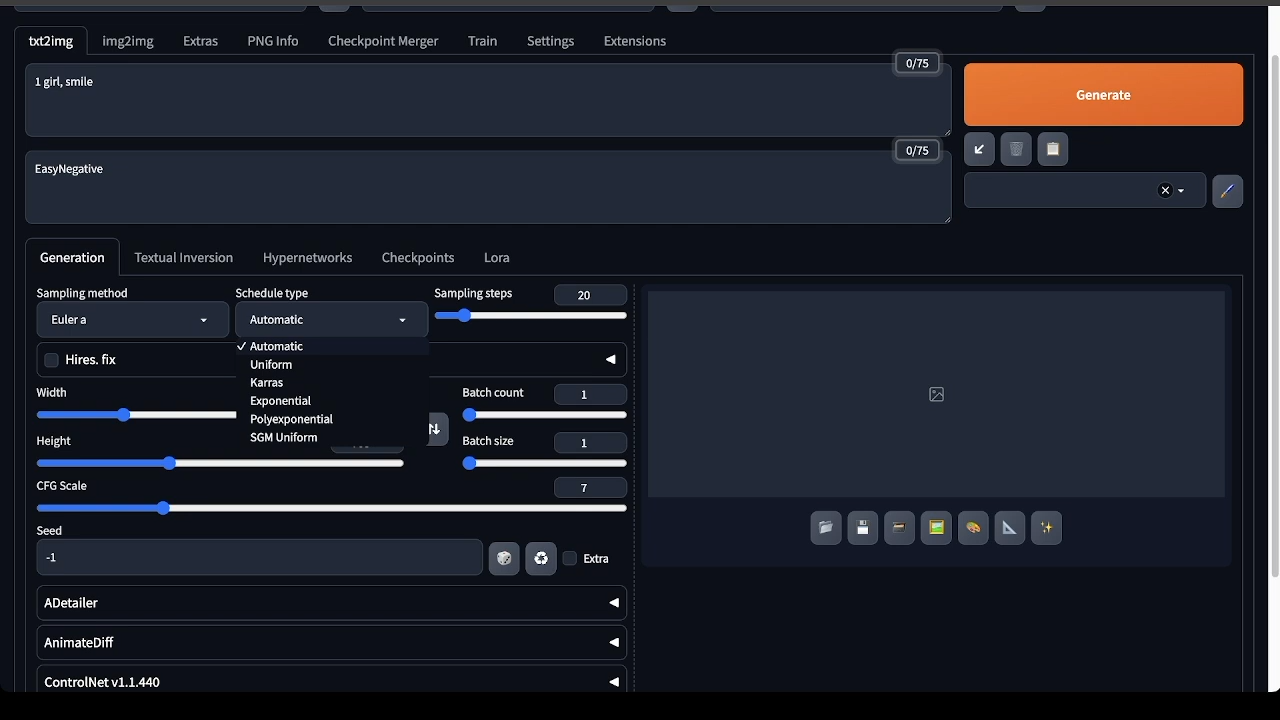 txt2img img2img Extras PNG Info Checkpoint Merger Train Settings Extensions
0/75
1 girl, smile
Generate
0/75
EasyNegative
Generation Textual Inversion Hypernetworks Checkpoints Lora
Sampling method Schedule type Sampling steps 20
Euler a Automatic
Automatic
Uniform
Karras
Exponential
Polyexponential
SGM Uniform
Hires. fix
Width
Batch count 1
Height
Batch size 1
CFG Scale 7
Seed
-1
Extra
ADetailer
AnimateDiff
ControlNet v1.1.440